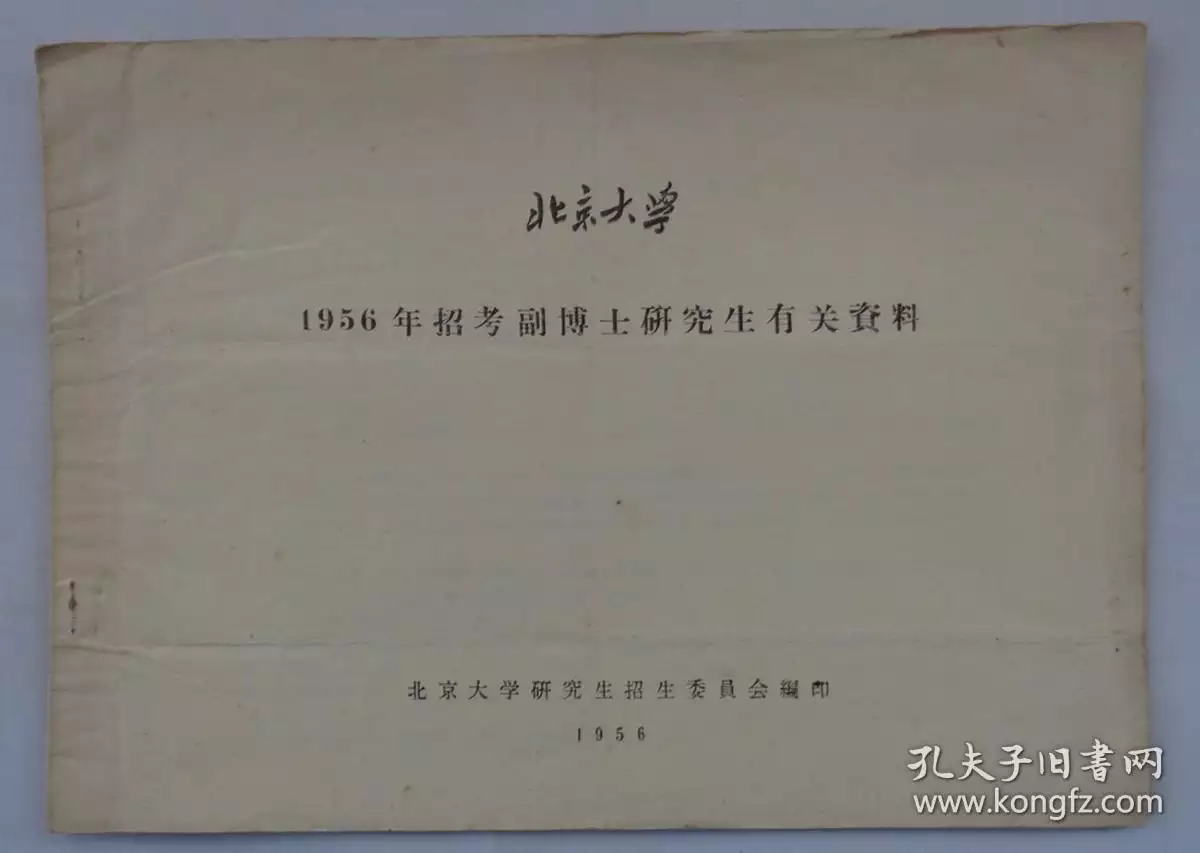 北京大學
1956年招考副博士研究生有关資料
北京大学研究生招生委員会編印
1956
孔夫子旧書网
www.kongfz.com